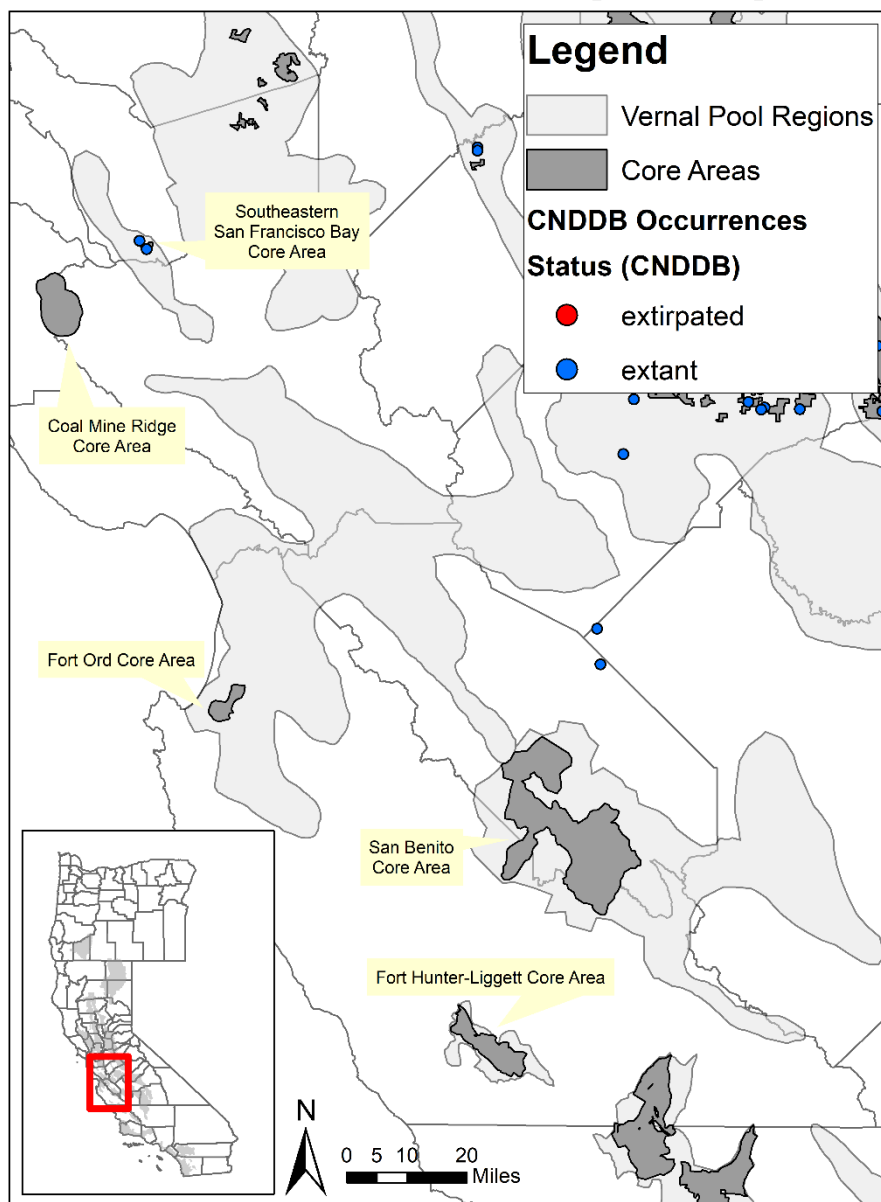 Legend
Vernal Pool Regions
Core Areas
CNDDB Occurrences
Status (CNDDB)
extirpated
extant
Southeastern
San Francisco Bay
Core Area
Coal Mine Ridge
Core Area
Fort Ord Core Area
San Benito
Core Area
Fort Hunter-Liggett Core Area
N
0 5 10 20
Miles